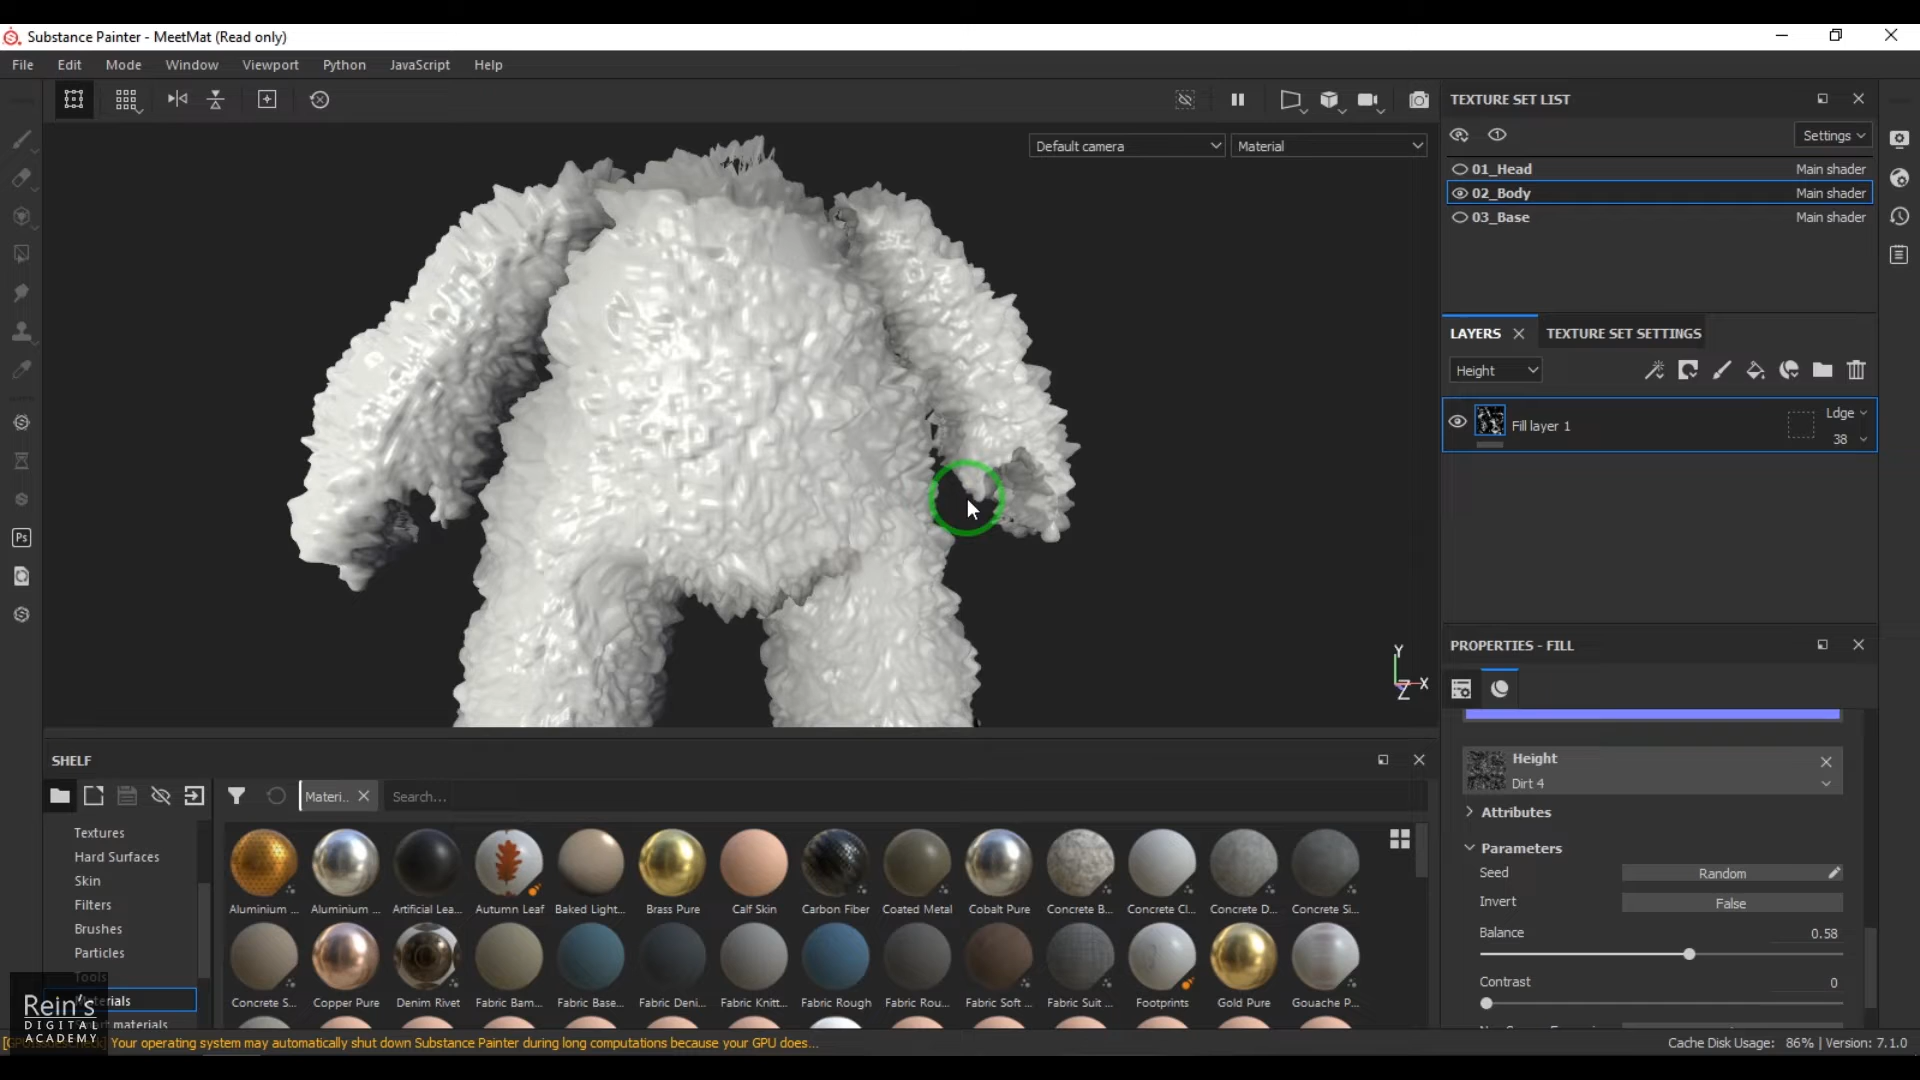 Substance Painter - MeetMat (Read only)
File Edit Mode Window Viewport Python JavaScript Help
Default camera
Material
TEXTURE SET LIST
Settings
01_Head Main shader
02_Body Main shader
03_Base Main shader
LAYERS
TEXTURE SET SETTINGS
Height
Fill layer 1
Ldge
38
PROPERTIES - FILL
Height
Dirt 4
Attributes
Parameters
Seed Random
Invert False
Balance 0.58
Contrast 0
Y
X
Z
Ps
SHELF
Materi..
Search...
Textures
Hard Surfaces
Skin
Filters
Brushes
Particles
Tools
Aluminium ... Aluminium ... Artificial Lea... Autumn Leaf Baked Light... Brass Pure Calf Skin Carbon Fiber Coated Metal Cobalt Pure Concrete B... Concrete Cl... Concrete D... Concrete Si...
Concrete S... Copper Pure Denim Rivet Fabric Bam... Fabric Base... Fabric Deni... Fabric Knitt... Fabric Rough Fabric Rou... Fabric Soft ... Fabric Suit ... Footprints Gold Pure Gouache P...
Rein's
DIGITAL
ACADEMY
Your operating system may automatically shut down Substance Painter during long computations because your GPU does...
Cache Disk Usage: 86% | Version: 7.1.0